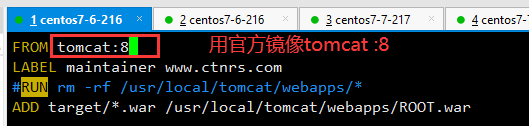 1 centos7-6-216 × 2 centos7-6-216 × 3 centos7-7-217 × 4 centos7-7
FROM tomcat:8 用官方镜像tomcat :8
LABEL maintainer www.ctnrs.com
#RUN rm -rf /usr/local/tomcat/webapps/*
ADD target/*.war /usr/local/tomcat/webapps/ROOT.war